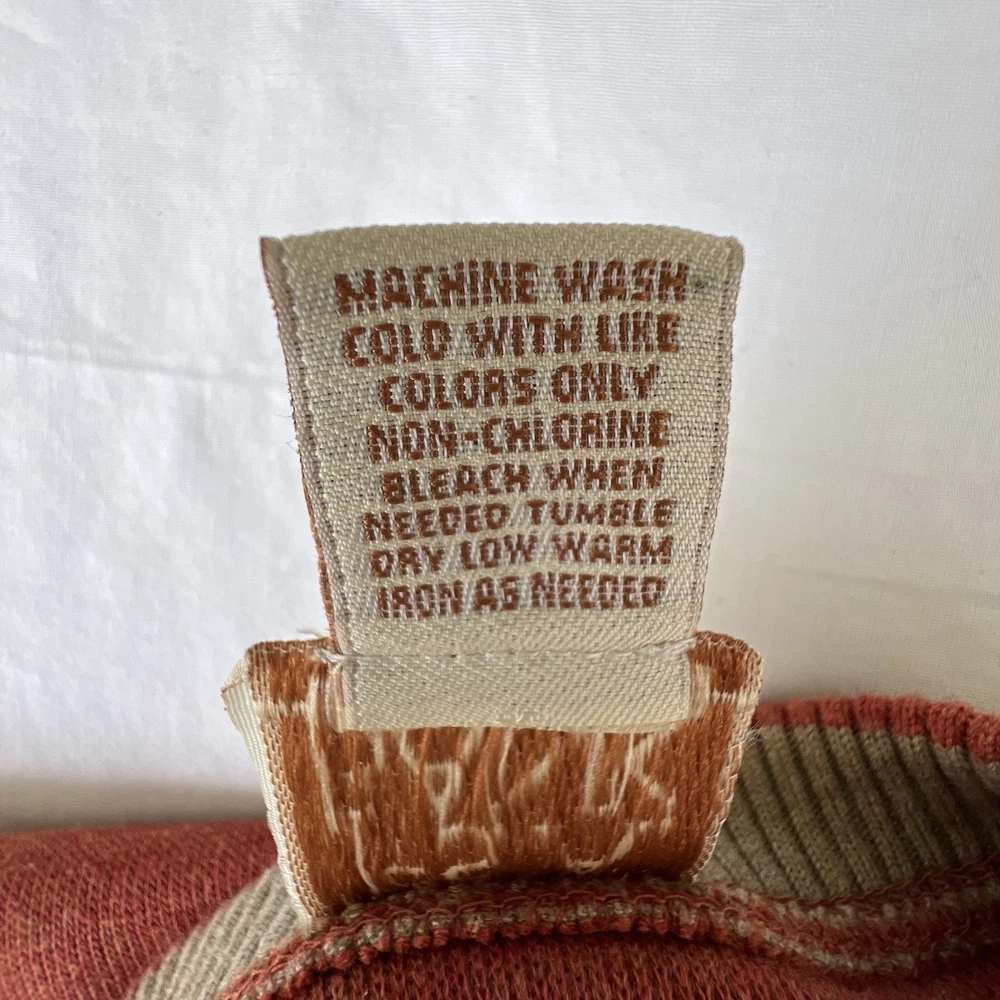 MACHINE WASH
COLD WITH LIKE
COLORS ONLY
NON-CHLORINE
BLEACH WHEN
NEEDED/TUMBLE
DRY LOW WARM
IRON AS NEEDED